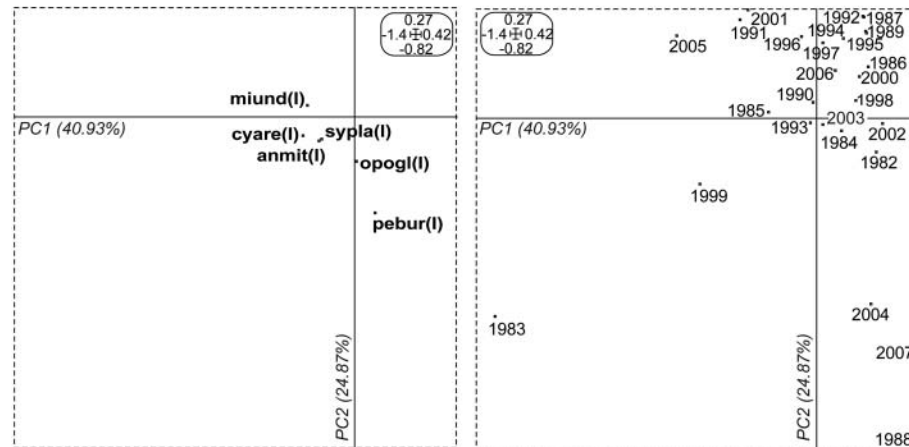 0.27
-1.4 0.42
-0.82
miund(I)
PC1 (40.93%)
cyare(I) sypla(I)
anmit(I)
opogl(I)
pebur(I)
PC2 (24.87%)
0.27
-1.4 0.42
-0.82
2001 1992 1987
1991 1994 1989
2005 1996 1997 1995
1986
2006 2000
1990 1998
1985
PC1 (40.93%) 1993 2003
1984 2002
1982
1999
2004
1983
2007
PC2 (24.87%)
1988